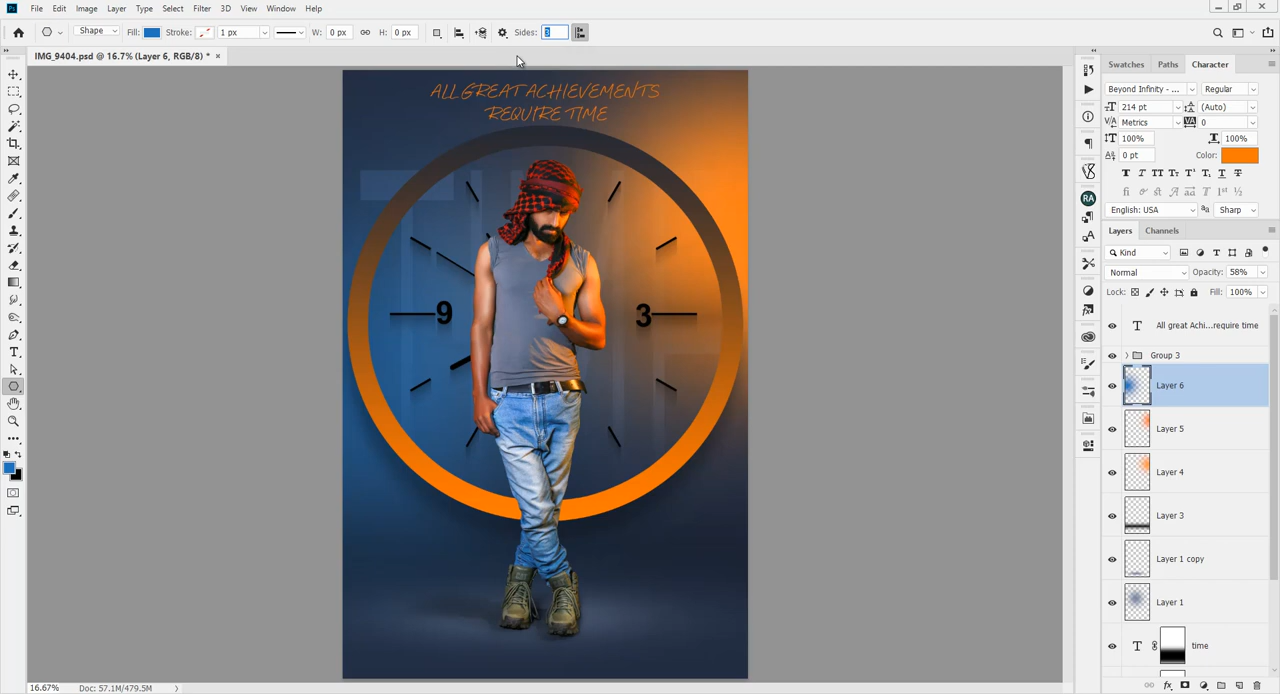 Ps File Edit Image Layer Type Select Filter 3D View Window Help
Shape Fill: Stroke: 1 px W: 0 px H: 0 px Sides: 3
IMG_9404.psd @ 16.7% (Layer 6, RGB/8) * ×
ALL GREAT ACHIEVEMENTS
REQUIRE TIME
TIME
9
3
Swatches Paths Character
Beyond Infinity - ... Regular
214 pt (Auto)
Metrics 0
100% 100%
0 pt Color:
English: USA Sharp
RA
Layers Channels
Kind
Normal Opacity: 58%
Lock: Fill: 100%
All great Achi...require time
Group 3
Layer 6
Layer 5
Layer 4
Layer 3
Layer 1 copy
Layer 1
time
16.67% Doc: 57.1M/479.5M